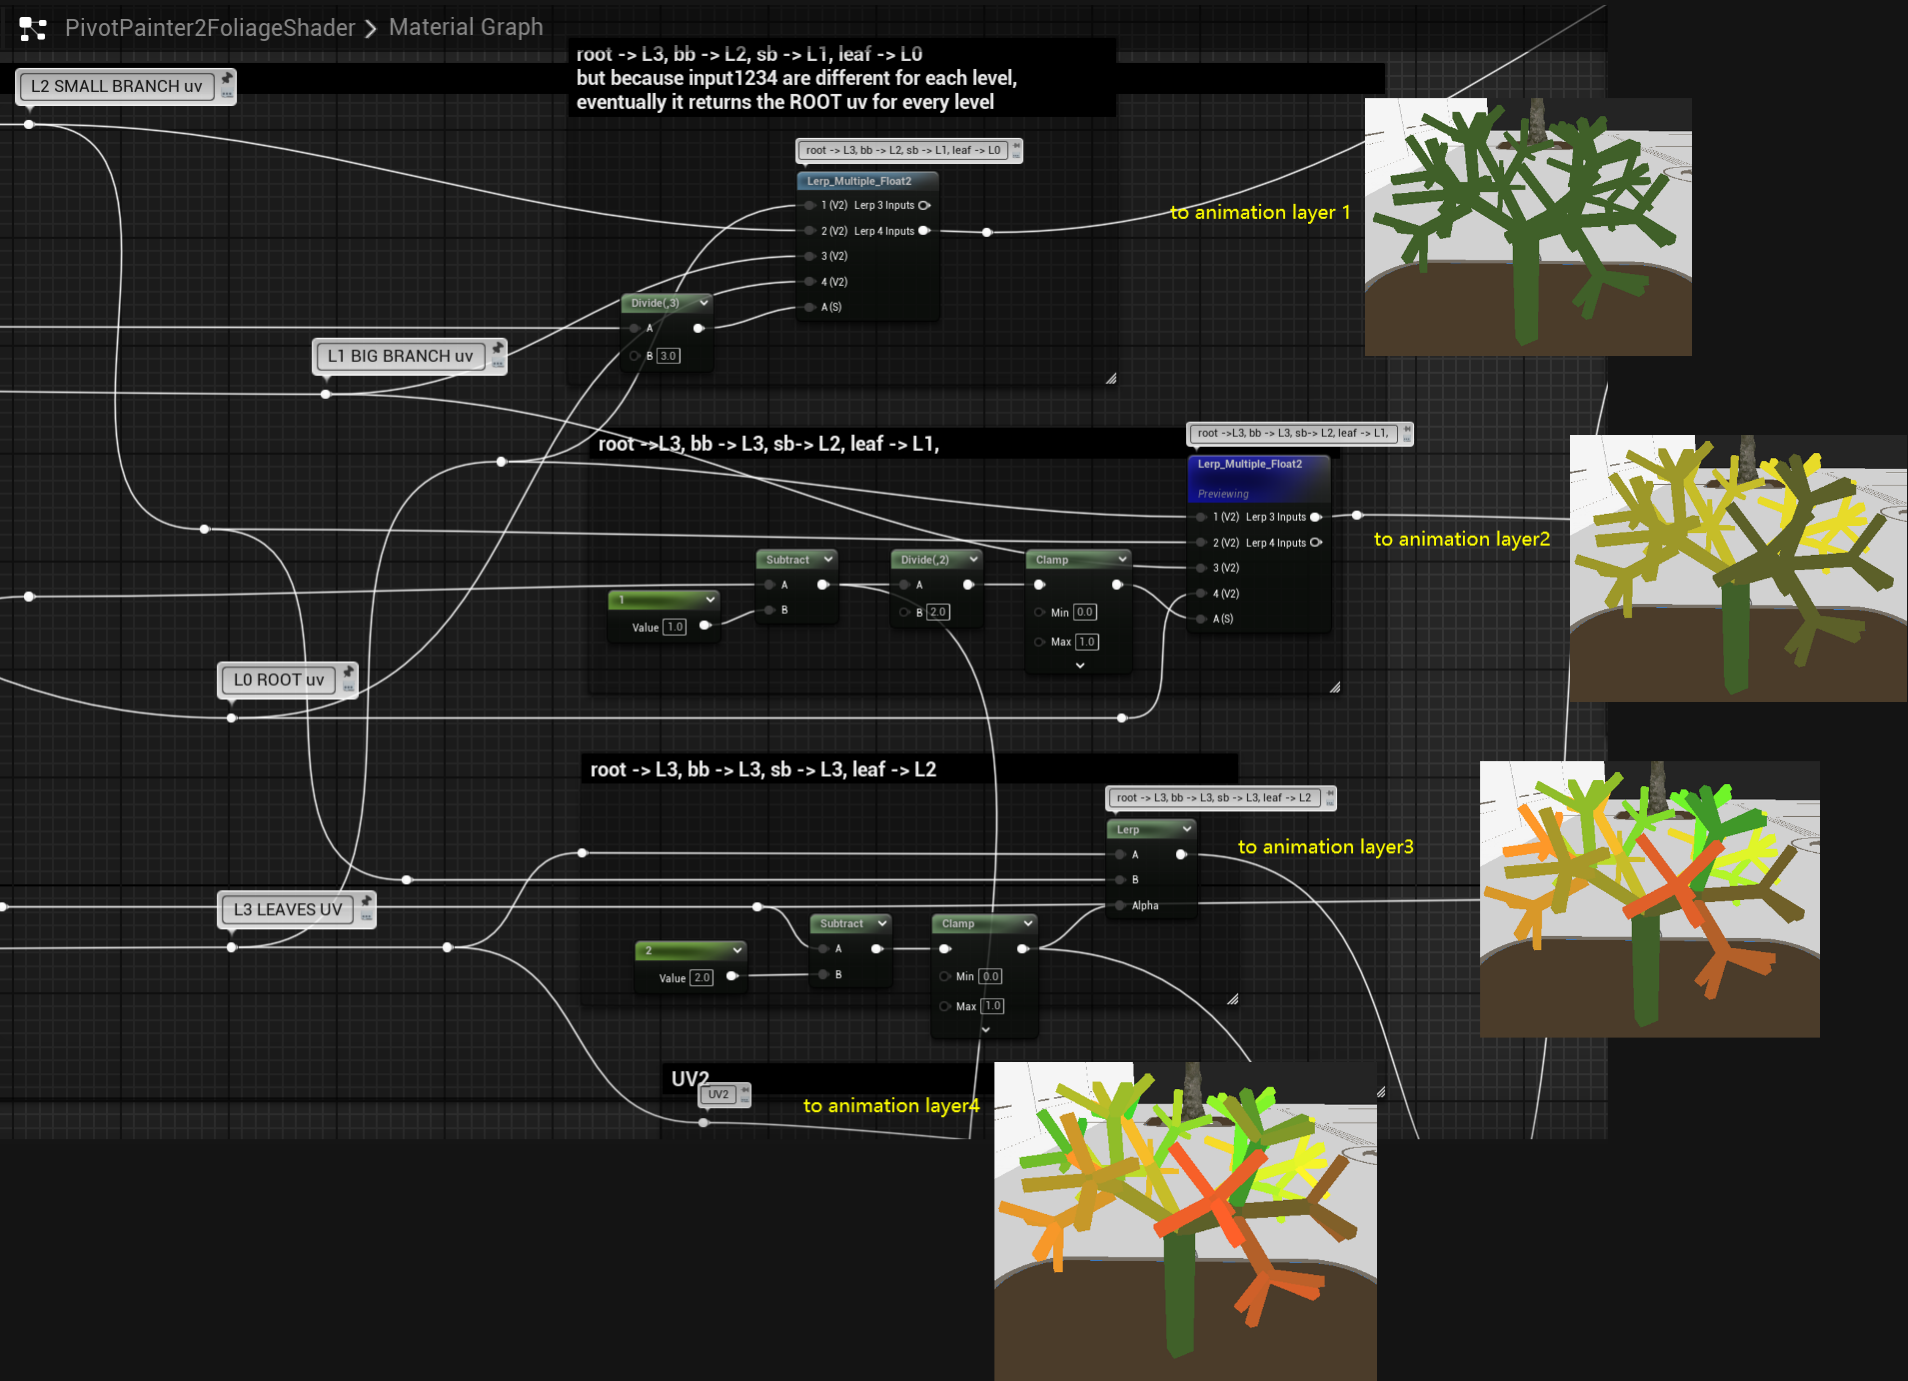 PivotPainter2FoliageShader > Material Graph
root -> L3, bb -> L2, sb -> L1, leaf -> L0
but because input1234 are different for each level,
eventually it returns the ROOT uv for every level
L2 SMALL BRANCH uv
root -> L3, bb -> L2, sb -> L1, leaf -> L0
Lerp_Multiple_Float2
1 (V2) Lerp 3 Inputs
2 (V2) Lerp 4 Inputs
3 (V2)
4 (V2)
A (S)
to animation layer 1
Divide(,3)
A
B 3.0
L1 BIG BRANCH uv
root ->L3, bb -> L3, sb-> L2, leaf -> L1,
root ->L3, bb -> L3, sb-> L2, leaf -> L1,
Lerp_Multiple_Float2
Previewing
1 (V2) Lerp 3 Inputs
2 (V2) Lerp 4 Inputs
3 (V2)
4 (V2)
A (S)
to animation layer2
Subtract
A
B
Divide(,2)
A
B 2.0
Clamp
Min 0.0
Max 1.0
1
Value 1.0
L0 ROOT uv
root -> L3, bb -> L3, sb -> L3, leaf -> L2
root -> L3, bb -> L3, sb -> L3, leaf -> L2
Lerp
A
B
Alpha
to animation layer3
L3 LEAVES UV
Subtract
A
B
Clamp
Min 0.0
Max 1.0
2
Value 2.0
UV2
UV2
to animation layer4